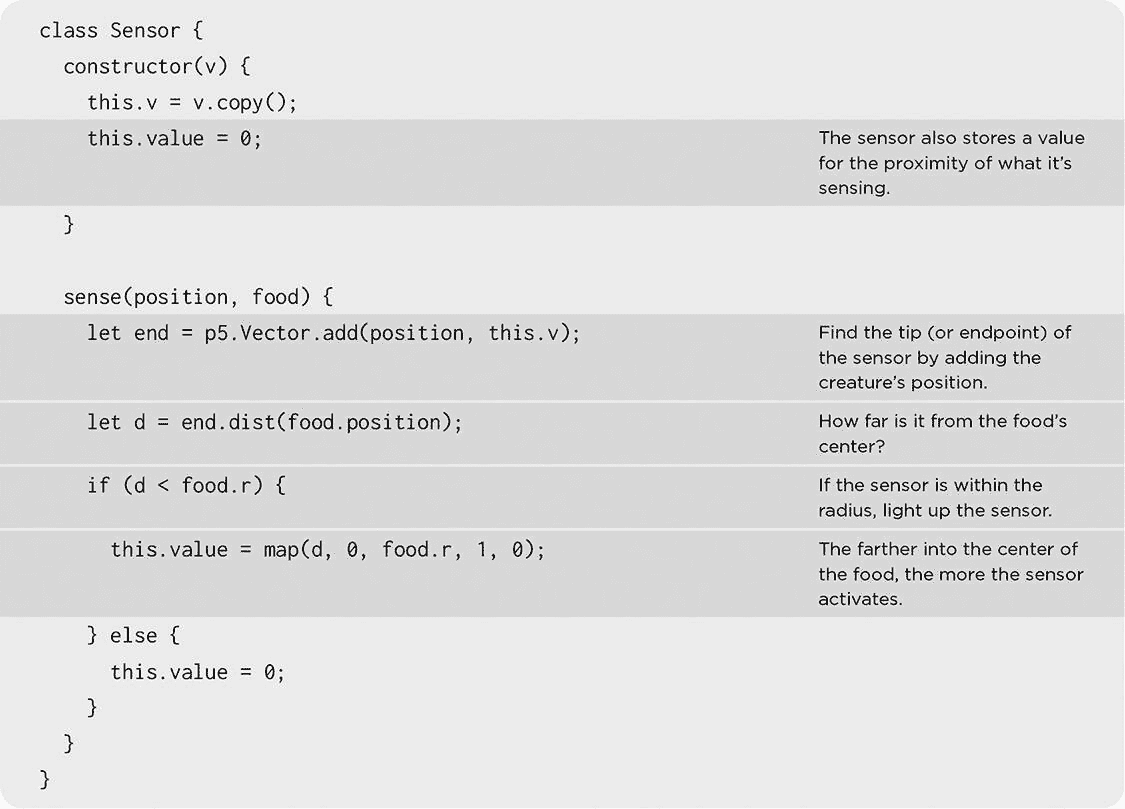 class Sensor {
constructor(v) {
this.v = v.copy();
this.value = 0;
The sensor also stores a value
for the proximity of what it's
sensing.
}
sense(position, food) {
let end = p5.Vector.add(position, this.v);
Find the tip (or endpoint) of
the sensor by adding the
creature's position.
let d = end.dist(food.position);
How far is it from the food's
center?
if (d < food.r) {
If the sensor is within the
radius, light up the sensor.
this.value = map(d, 0, food.r, 1, 0);
The farther into the center of
the food, the more the sensor
activates.
} else {
this.value = 0;
}
}
}